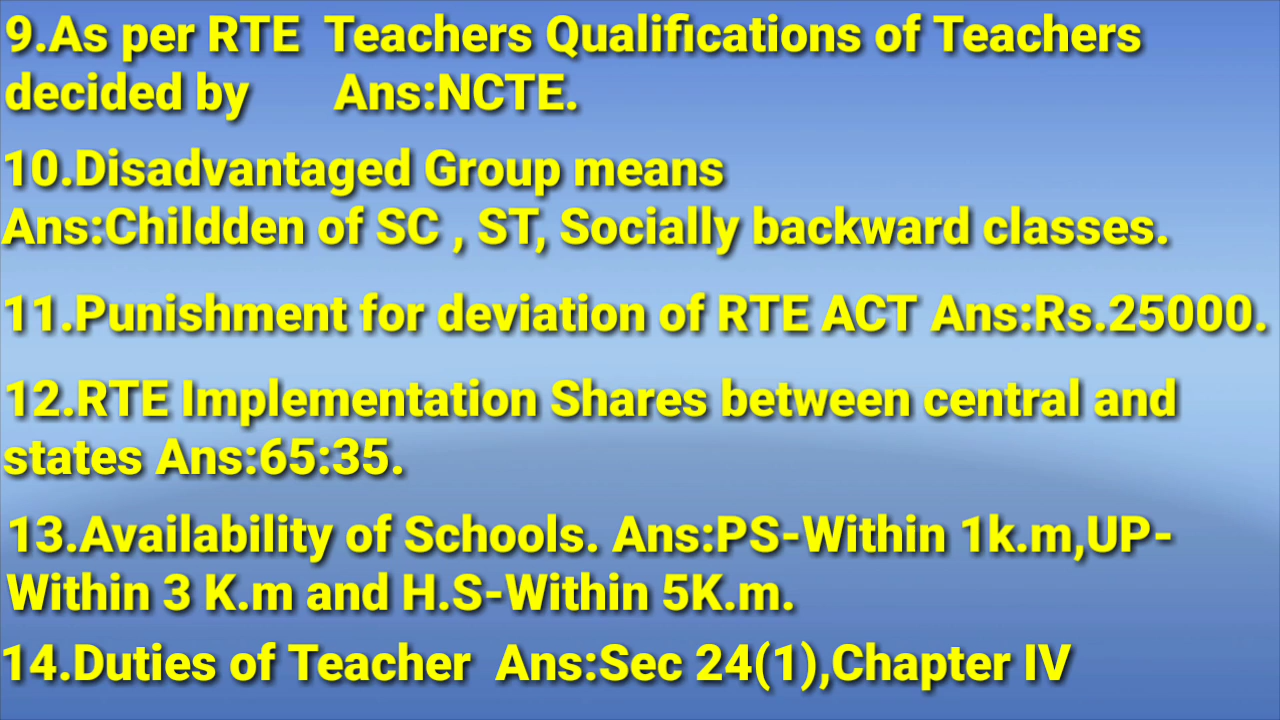 9.As per RTE Teachers Qualifications of Teachers
decided by Ans:NCTE.
10.Disadvantaged Group means
Ans:Childden of SC , ST, Socially backward classes.
11.Punishment for deviation of RTE ACT Ans:Rs.25000.
12.RTE Implementation Shares between central and
states Ans:65:35.
13.Availability of Schools. Ans:PS-Within 1k.m,UP-
Within 3 K.m and H.S-Within 5K.m.
14.Duties of Teacher Ans:Sec 24(1),Chapter IV